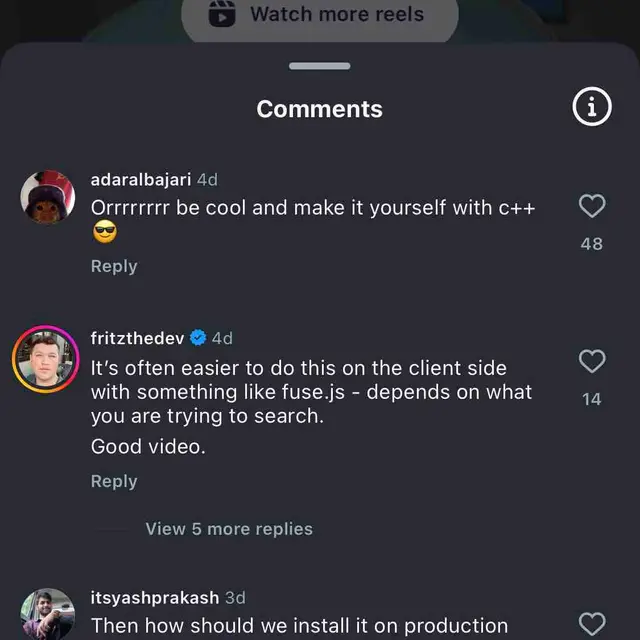 Watch more reels
Comments
adaralbajari 4d
Orrrrrrrr be cool and make it yourself with c++
😎
48
Reply
fritzthedev 4d
It's often easier to do this on the client side
with something like fuse.js - depends on what
you are trying to search.
Good video.
14
Reply
View 5 more replies
itsyashprakash 3d
Then how should we install it on production